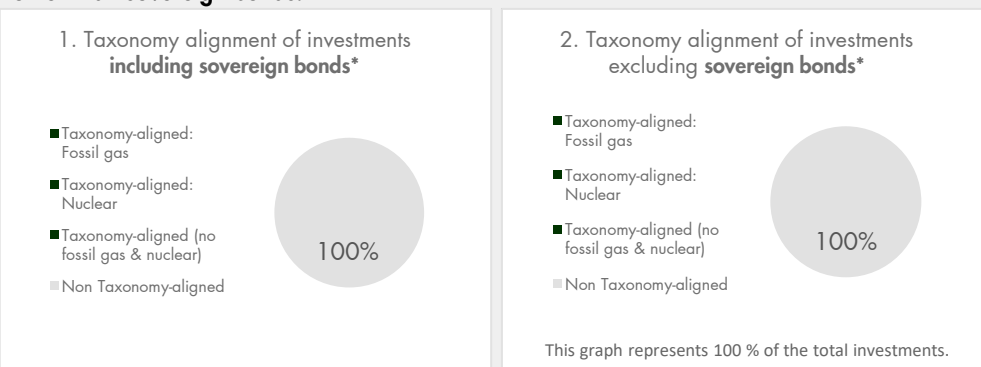 1. Taxonomy alignment of investments
including sovereign bonds*
Taxonomy-aligned:
Fossil gas
Taxonomy-aligned:
Nuclear
Taxonomy-aligned (no
fossil gas & nuclear)
Non Taxonomy-aligned
100%
2. Taxonomy alignment of investments
excluding sovereign bonds*
Taxonomy-aligned:
Fossil gas
Taxonomy-aligned:
Nuclear
Taxonomy-aligned (no
fossil gas & nuclear)
Non Taxonomy-aligned
100%
This graph represents 100 % of the total investments.